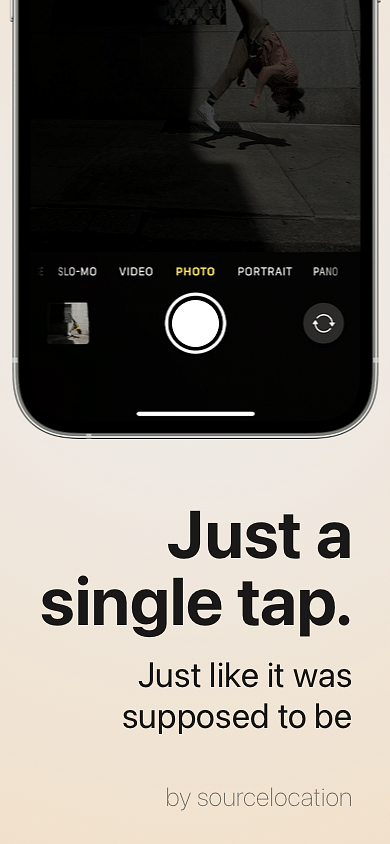 SLO-MO VIDEO PHOTO PORTRAIT PANO
Just a
single tap.
Just like it was
supposed to be
by sourcelocation